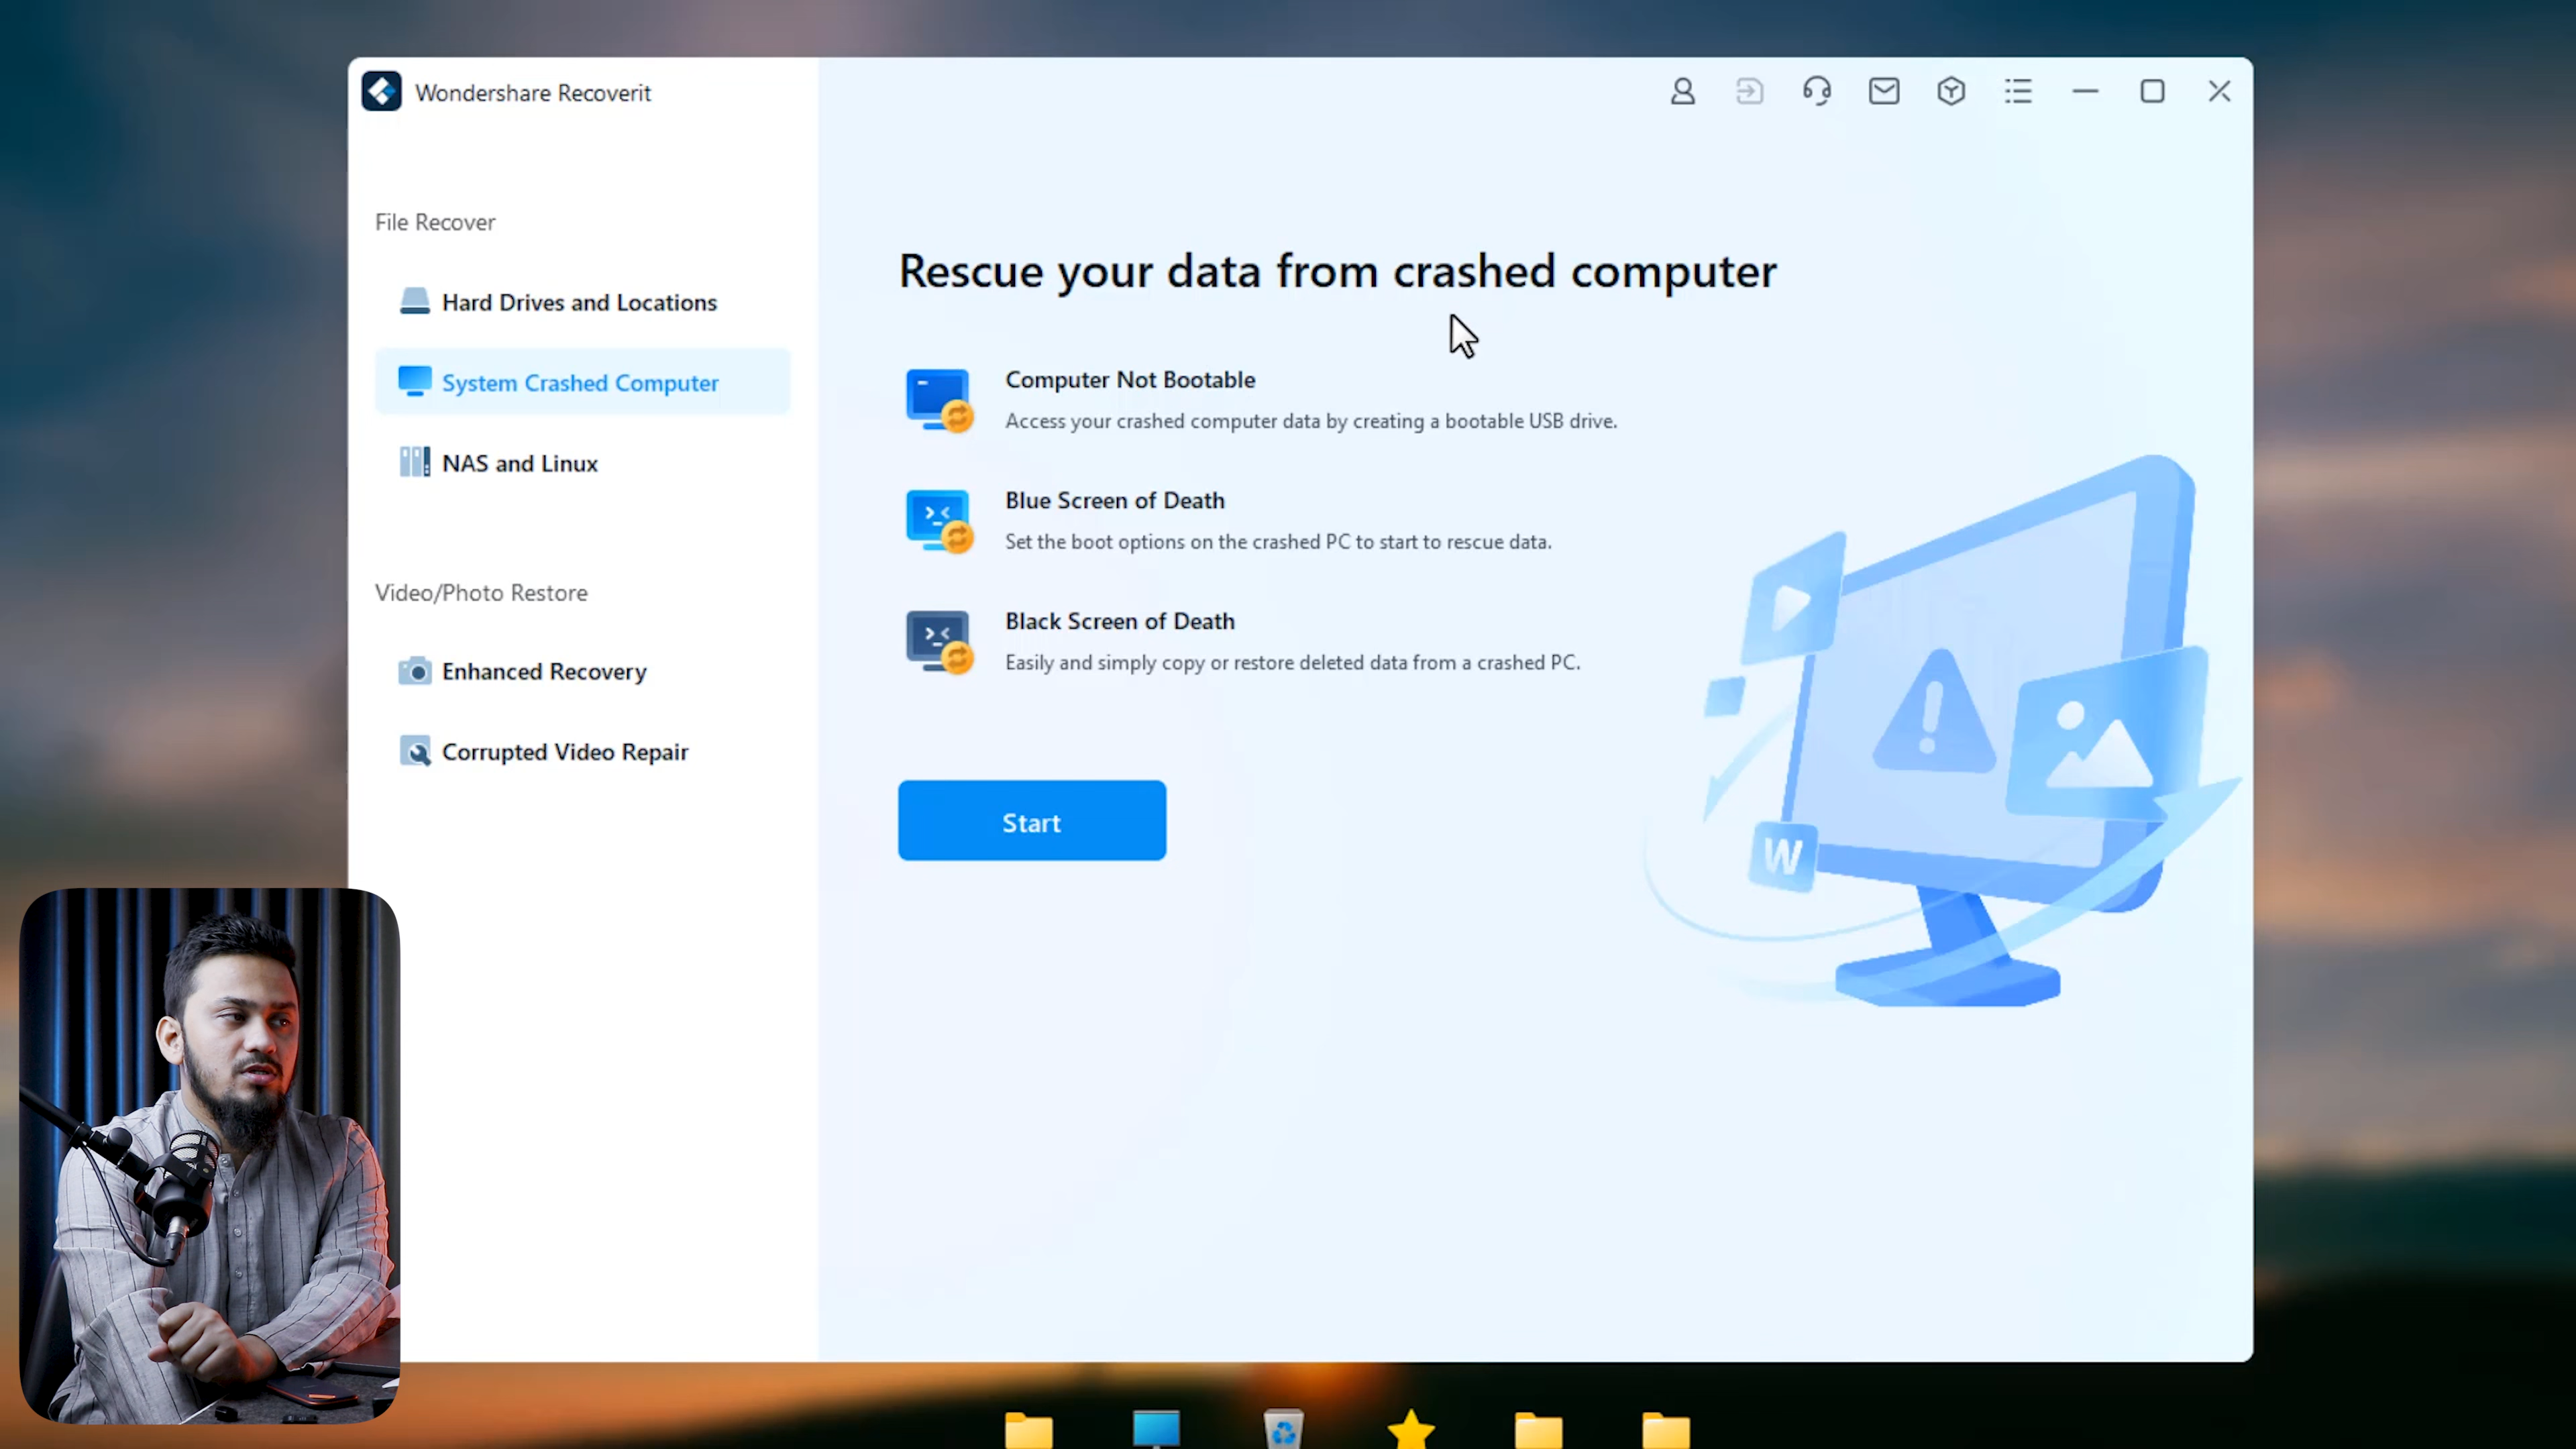 Wondershare Recoverit
File Recover
Hard Drives and Locations
System Crashed Computer
NAS and Linux
Video/Photo Restore
Enhanced Recovery
Corrupted Video Repair
Rescue your data from crashed computer
Computer Not Bootable
Access your crashed computer data by creating a bootable USB drive.
Blue Screen of Death
Set the boot options on the crashed PC to start to rescue data.
Black Screen of Death
Easily and simply copy or restore deleted data from a crashed PC.
Start
W